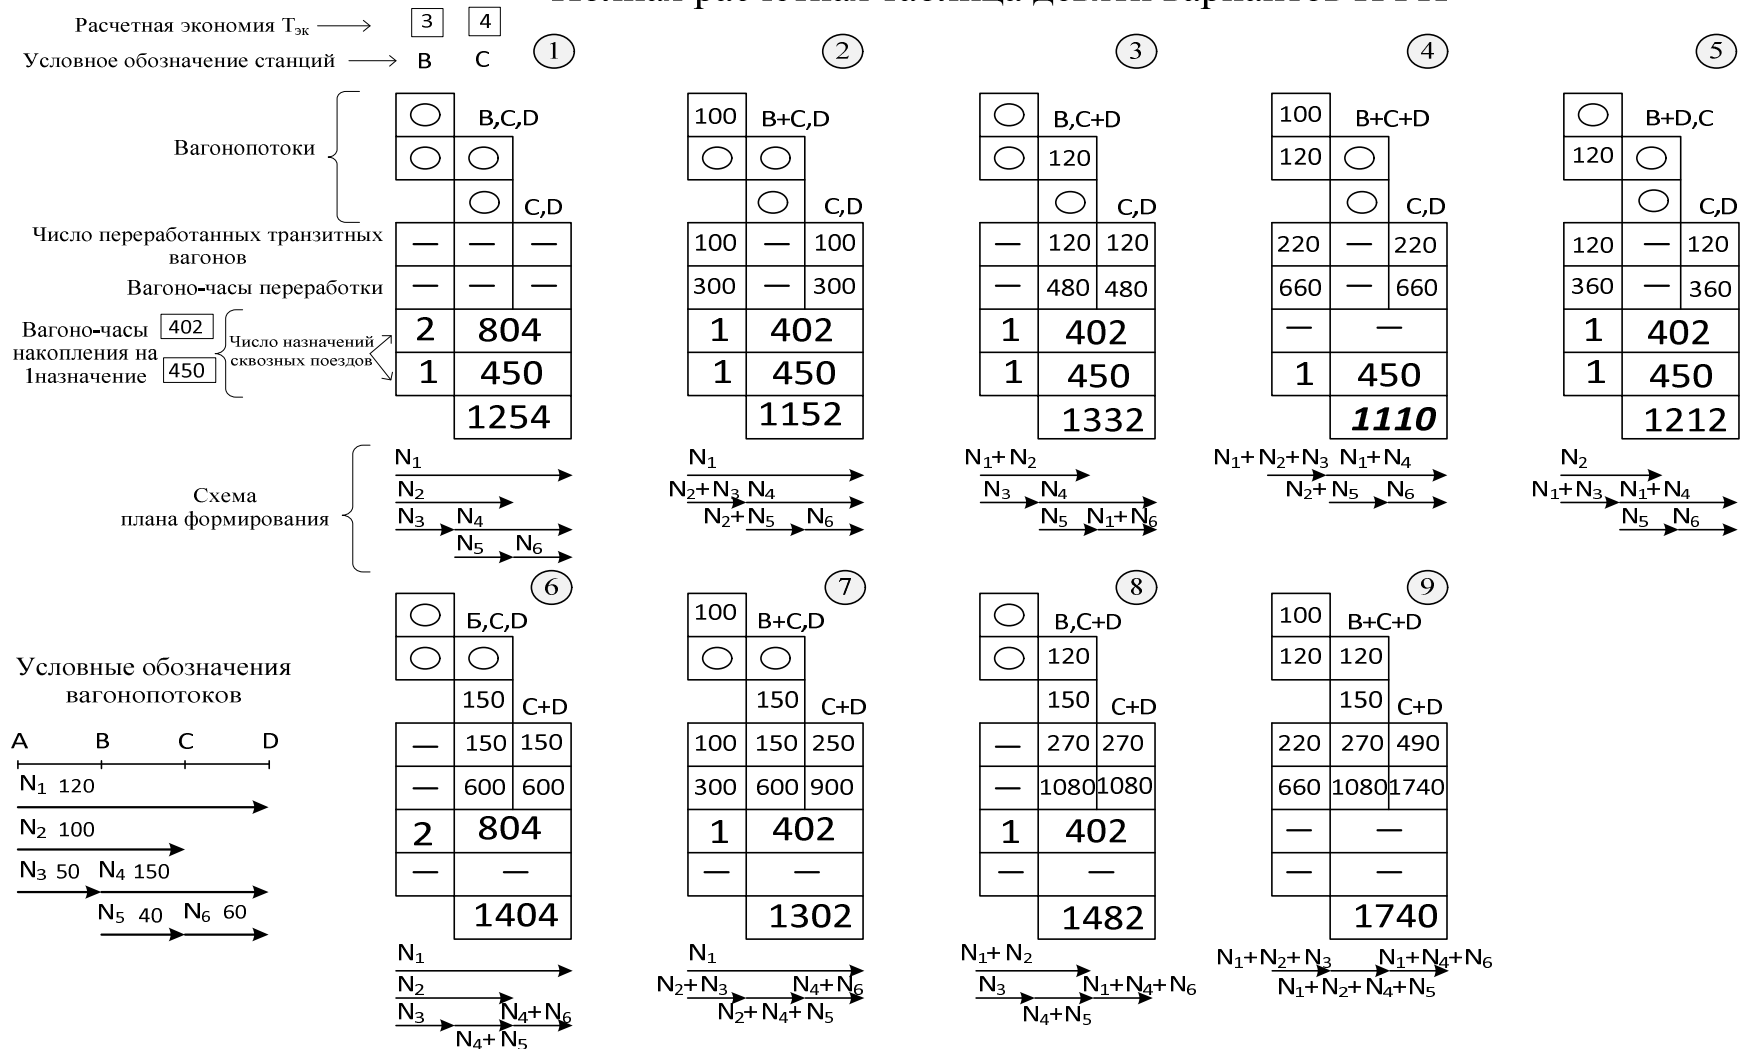 Полная расчетная таблица девяти вариантов ПФП
Расчетная экономия Тэк 3 4
Условное обозначение станций B C
1 2 3 4 5
Вагонопотоки
B,C,D 100 B+C,D B,C+D 100 B+C+D B+D,C
120 120 120
C,D C,D C,D C,D C,D
Число переработанных транзитных
вагонов
— — — 100 — 100 — 120 120 220 — 220 120 — 120
Вагоно-часы переработки — — — 300 — 300 — 480 480 660 — 660 360 — 360
Вагоно-часы 402
накопления на
1назначение 450
Число назначений
сквозных поездов
2 804 1 402 1 402 — — 1 402
1 450 1 450 1 450 1 450 1 450
1254 1152 1332 1110 1212
Схема
плана формирования
N1 N1 N1+N2 N1+N2+N3 N1+N4 N2
N2 N2+N3 N4 N3 N4 N2+N5 N6 N1+N3 N1+N4
N3 N4 N2+N5 N6 N5 N1+N6 N5 N6
N5 N6
6 7 8 9
Б,C,D 100 B+C,D B,C+D 100 B+C+D
120 120 120
150 C+D 150 C+D 150 C+D 150 C+D
— 150 150 100 150 250 — 270 270 220 270 490
— 600 600 300 600 900 — 1080 1080 660 1080 1740
2 804 1 402 1 402 — —
— — — — — — — —
1404 1302 1482 1740
N1 N1 N1+N2 N1+N2+N3 N1+N4+N6
N2 N2+N3 N4+N6 N3 N1+N4+N6 N1+N2+N4+N5
N3 N4+N6 N2+N4+N5 N4+N5
N4+N5
Условные обозначения
вагонопотоков
A B C D
N1 120
N2 100
N3 50 N4 150
N5 40 N6 60